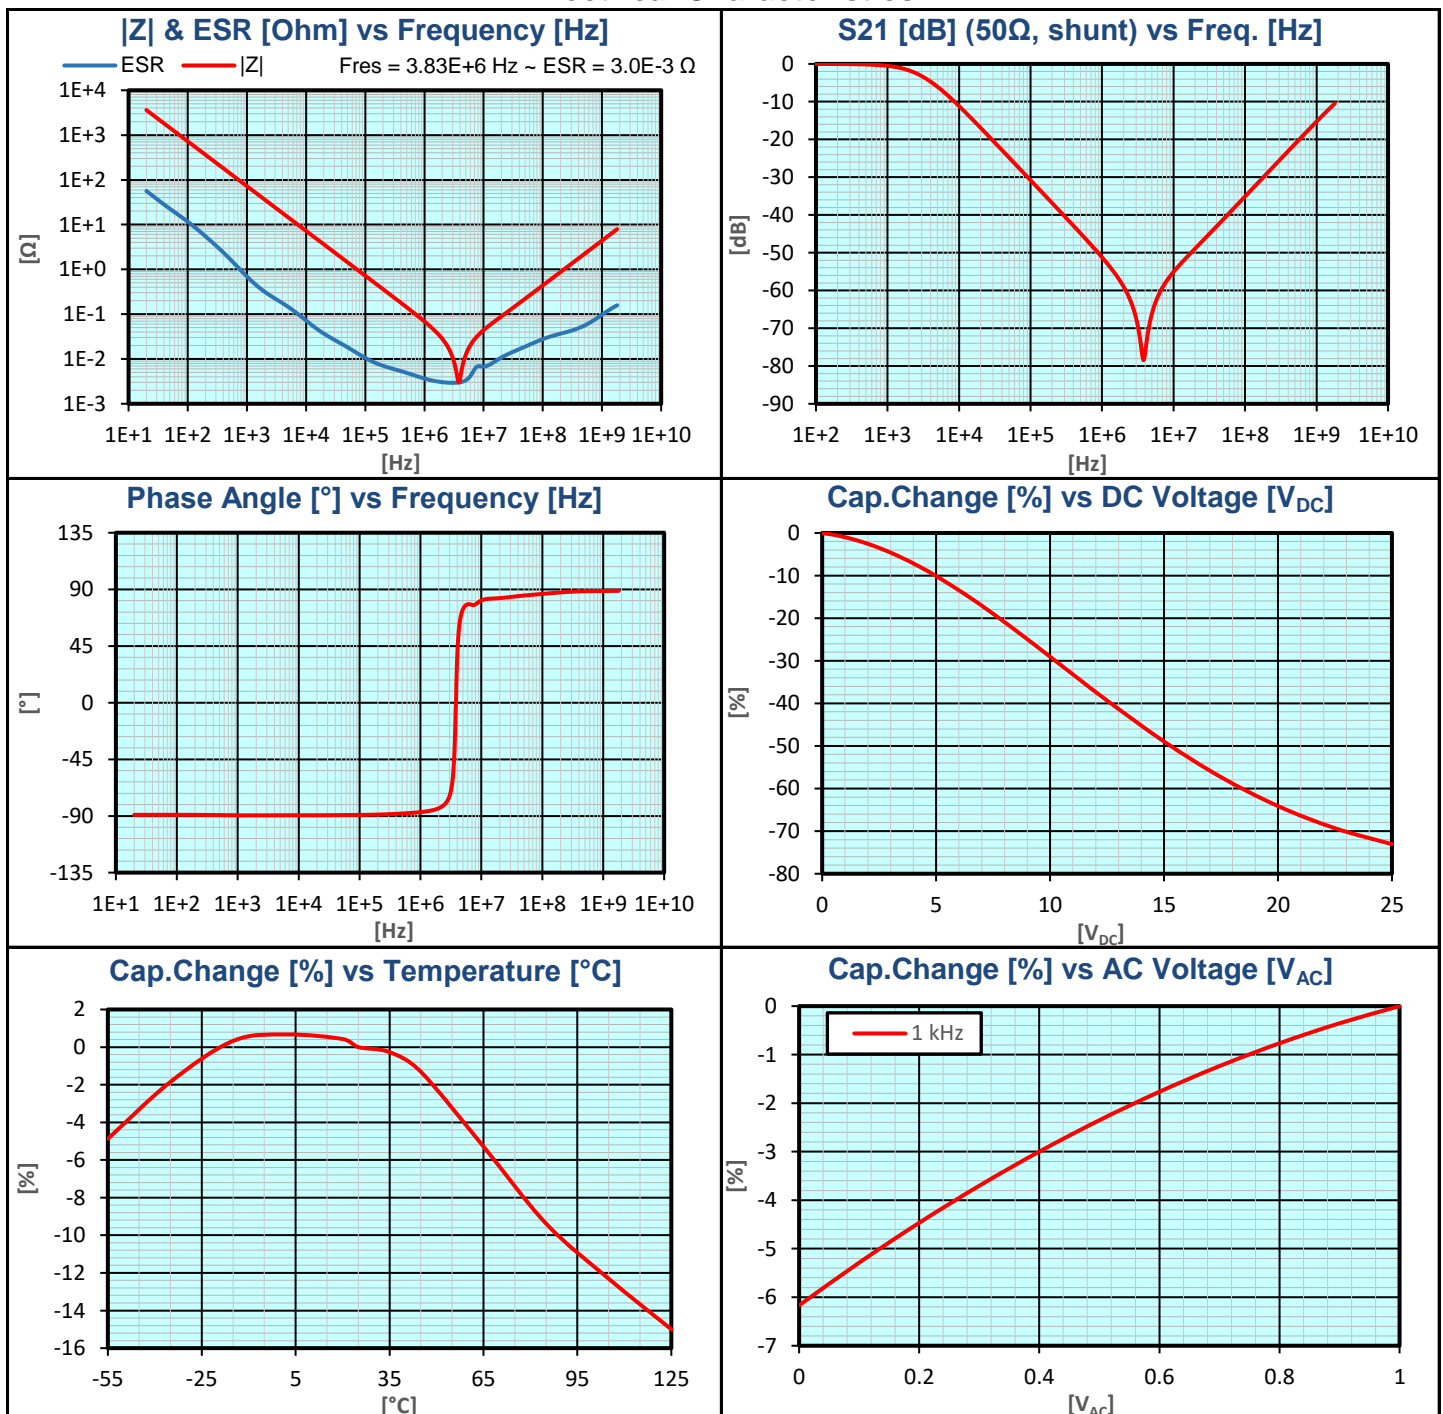 |Z| & ESR [Ohm] vs Frequency [Hz]
ESR |Z| Fres = 3.83E+6 Hz ~ ESR = 3.0E-3 Ω
1E+4
1E+3
1E+2
1E+1
1E+0
1E-1
1E-2
1E-3
[Ω]
1E+1 1E+2 1E+3 1E+4 1E+5 1E+6 1E+7 1E+8 1E+9 1E+10
[Hz]
S21 [dB] (50Ω, shunt) vs Freq. [Hz]
0
-10
-20
-30
-40
-50
-60
-70
-80
-90
[dB]
1E+2 1E+3 1E+4 1E+5 1E+6 1E+7 1E+8 1E+9 1E+10
[Hz]
Phase Angle [°] vs Frequency [Hz]
135
90
45
0
-45
-90
-135
[°]
1E+1 1E+2 1E+3 1E+4 1E+5 1E+6 1E+7 1E+8 1E+9 1E+10
[Hz]
Cap.Change [%] vs DC Voltage [VDC]
0
-10
-20
-30
-40
-50
-60
-70
-80
[%]
0 5 10 15 20 25
[VDC]
Cap.Change [%] vs Temperature [°C]
2
0
-2
-4
-6
-8
-10
-12
-14
-16
[%]
-55 -25 5 35 65 95 125
[°C]
Cap.Change [%] vs AC Voltage [VAC]
1 kHz
0
-1
-2
-3
-4
-5
-6
-7
[%]
0 0.2 0.4 0.6 0.8 1
[VAC]